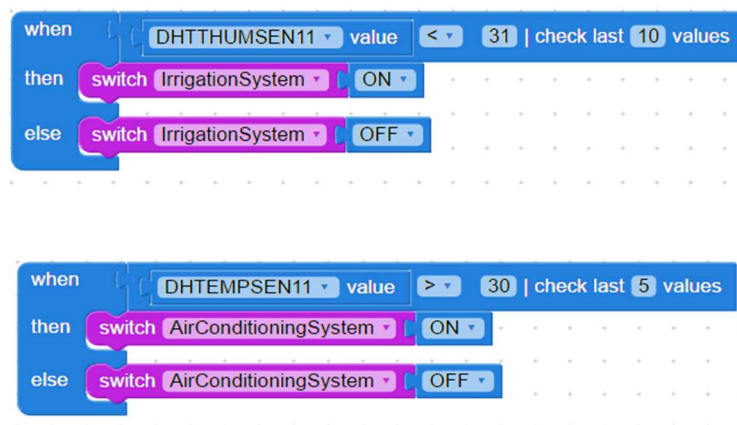 when DHTTHUMSEN11 value < 31 | check last 10 values
then switch IrrigationSystem ON
else switch IrrigationSystem OFF
when DHTEMPSEN11 value > 30 | check last 5 values
then switch AirConditioningSystem ON
else switch AirConditioningSystem OFF